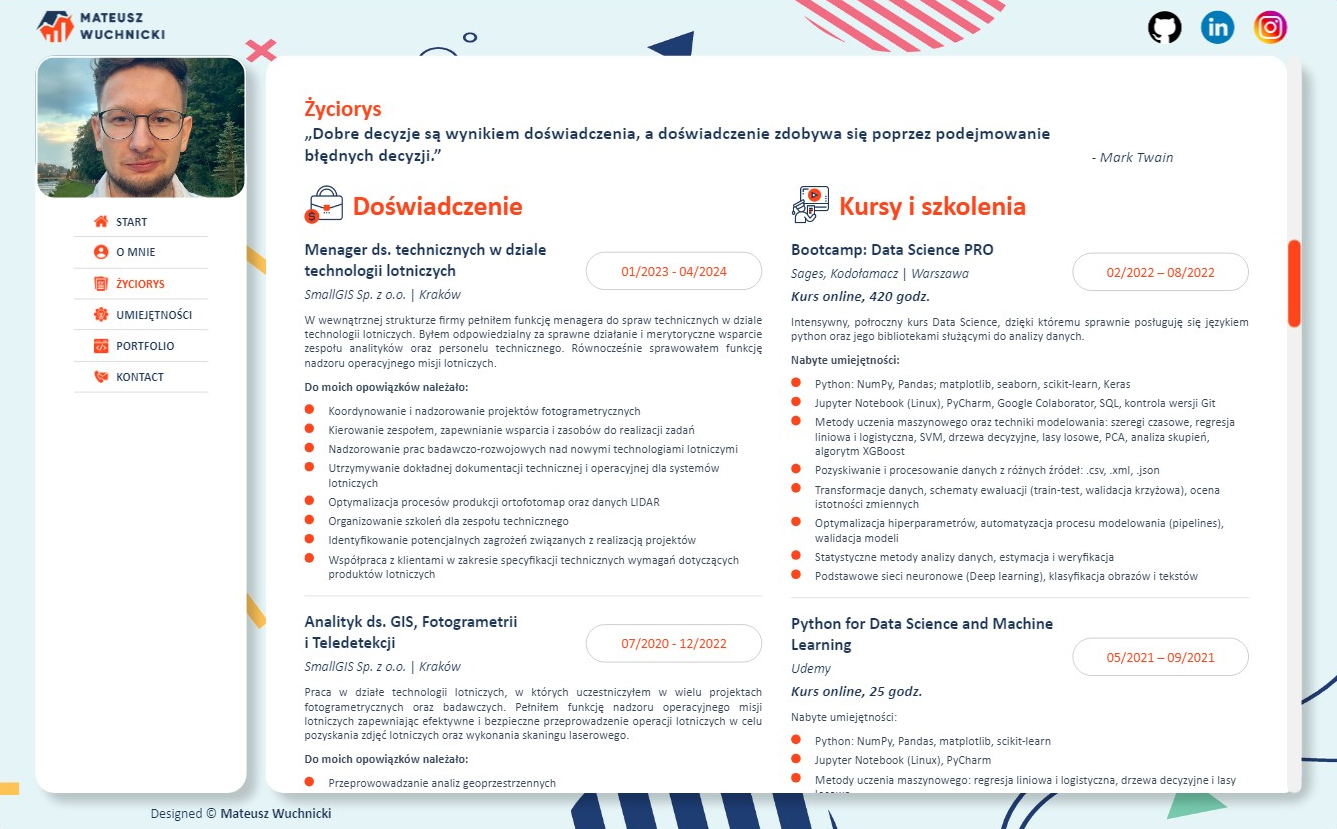 MATEUSZ
WUCHNICKI
START
O MNIE
ŻYCIORYS
UMIEJĘTNOŚCI
PORTFOLIO
KONTACT
Życiorys
„Dobre decyzje są wynikiem doświadczenia, a doświadczenie zdobywa się poprzez podejmowanie
błędnych decyzji.”
- Mark Twain
Doświadczenie
Menager ds. technicznych w dziale
technologii lotniczych
01/2023 - 04/2024
SmallGIS Sp. z o.o. | Kraków
W wewnątrznej strukturze firmy pełniłem funkcję menagera do spraw technicznych w dziale
technologii lotniczych. Byłem odpowiedzialny za sprawne działanie i merytoryczne wsparcie
zespołu analityków oraz personelu technicznego. Równocześnie sprawowałem funkcję
nadzoru operacyjnego misji lotniczych.
Do moich opowiązków należało:
Koordynowanie i nadzorowanie projektów fotogrametrycznych
Kierowanie zespołem, zapewnianie wsparcia i zasobów do realizacji zadań
Nadzorowanie prac badawczo-rozwojowych nad nowymi technologiami lotniczymi
Utrzymywanie dokładnej dokumentacji technicznej i operacyjnej dla systemów
lotniczych
Optymalizacja procesów produkcji ortofotomap oraz danych LIDAR
Organizowanie szkoleń dla zespołu technicznego
Identyfikowanie potencjalnych zagrożeń związanych z realizacją projektów
Współpraca z klientami w zakresie specyfikacji technicznych wymagań dotyczących
produktów lotniczych
Analityk ds. GIS, Fotogrametrii
i Teledetekcji
07/2020 - 12/2022
SmallGIS Sp. z o.o. | Kraków
Praca w dziale technologii lotniczych, w których uczestniczyłem w wielu projektach
fotogrametrycznych oraz badawczych. Pełniłem funkcję nadzoru operacyjnego misji
lotniczych zapewniając efektywne i bezpieczne przeprowadzenie operacji lotniczych w celu
pozyskania zdjęć lotniczych oraz wykonania skaningu laserowego.
Do moich opowiązków należało:
Przeprowozwadzanie analiz geoprzestrzennych
Kursy i szkolenia
Bootcamp: Data Science PRO
02/2022 – 08/2022
Sages, Kodołamacz | Warszawa
Kurs online, 420 godz.
Intensywny, połroczny kurs Data Science, dzięki któremu sprawnie posługuję się językiem
python oraz jego bibliotekami służącymi do analizy danych.
Nabyte umiejętności:
Python: NumPy, Pandas; matplotlib, seaborn, scikit-learn, Keras
Jupyter Notebook (Linux), PyCharm, Google Colaborator, SQL, kontrola wersji Git
Metody uczenia maszynowego oraz techniki modelowania: szeregi czasowe, regresja
liniowa i logistyczna, SVM, drzewa decyzyjne, lasy losowe, PCA, analiza skupień,
algorytm XGBoost
Pozyskiwanie i procesowanie danych z różnych źródeł: .csv, .xml, .json
Transformacje danych, schematy ewaluacji (train-test, walidacja krzyżowa), ocena
istotności zmiennych
Optymalizacja hiperparametrów, automatyzacja procesu modelowania (pipelines),
walidacja modeli
Statystyczne metody analizy danych, estymacja i weryfikacja
Podstawowe sieci neuronowe (Deep learning), klasyfikacja obrazów i tekstów
Python for Data Science and Machine
Learning
05/2021 – 09/2021
Udemy
Kurs online, 25 godz.
Nabyte umiejętności:
Python: NumPy, Pandas, matplotlib, scikit-learn
Jupyter Notebook (Linux), PyCharm
Metody uczenia maszynowego: regresja liniowa i logistyczna, drzewa decyzyjne i lasy
Designed © Mateusz Wuchnicki